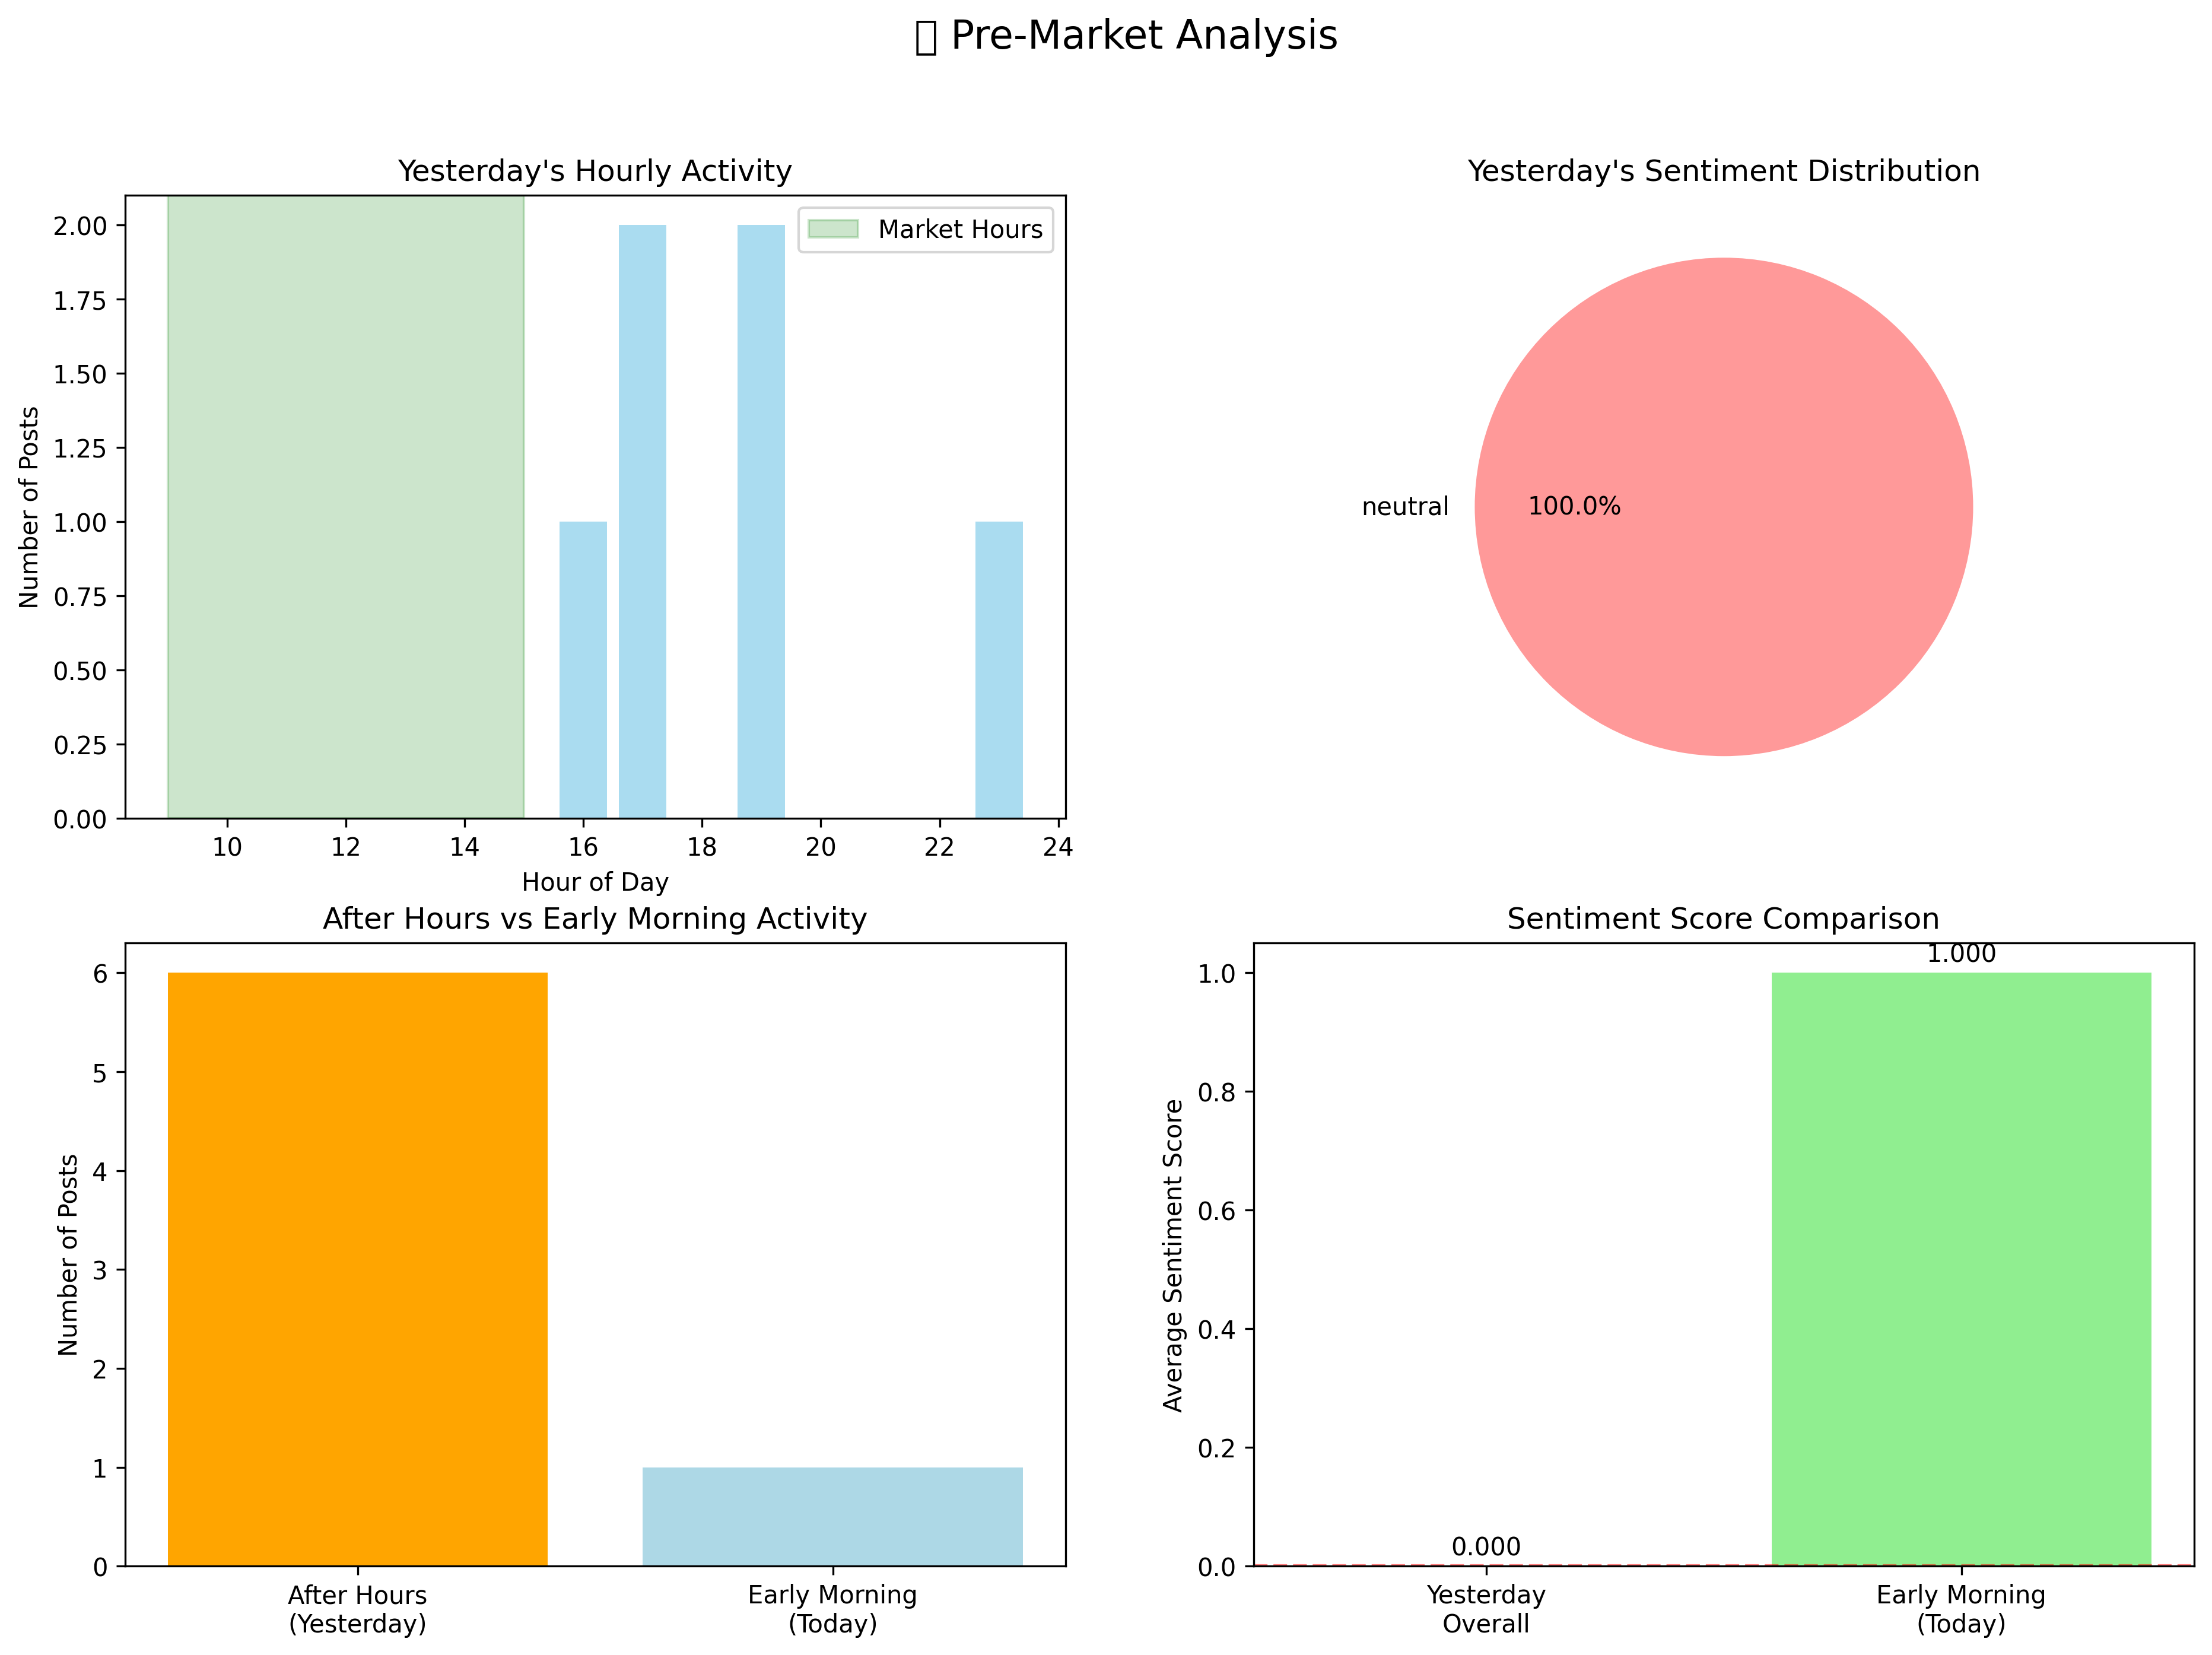 Pre-Market Analysis
Yesterday's Hourly Activity
Market Hours
2.00
1.75
1.50
1.25
1.00
0.75
0.50
0.25
0.00
Number of Posts
10 12 14 16 18 20 22 24
Hour of Day
Yesterday's Sentiment Distribution
neutral
100.0%
After Hours vs Early Morning Activity
6
5
4
3
2
1
0
Number of Posts
After Hours
(Yesterday)
Early Morning
(Today)
Sentiment Score Comparison
1.000
1.0
0.8
0.6
0.4
0.2
0.0
Average Sentiment Score
0.000
Yesterday
Overall
Early Morning
(Today)